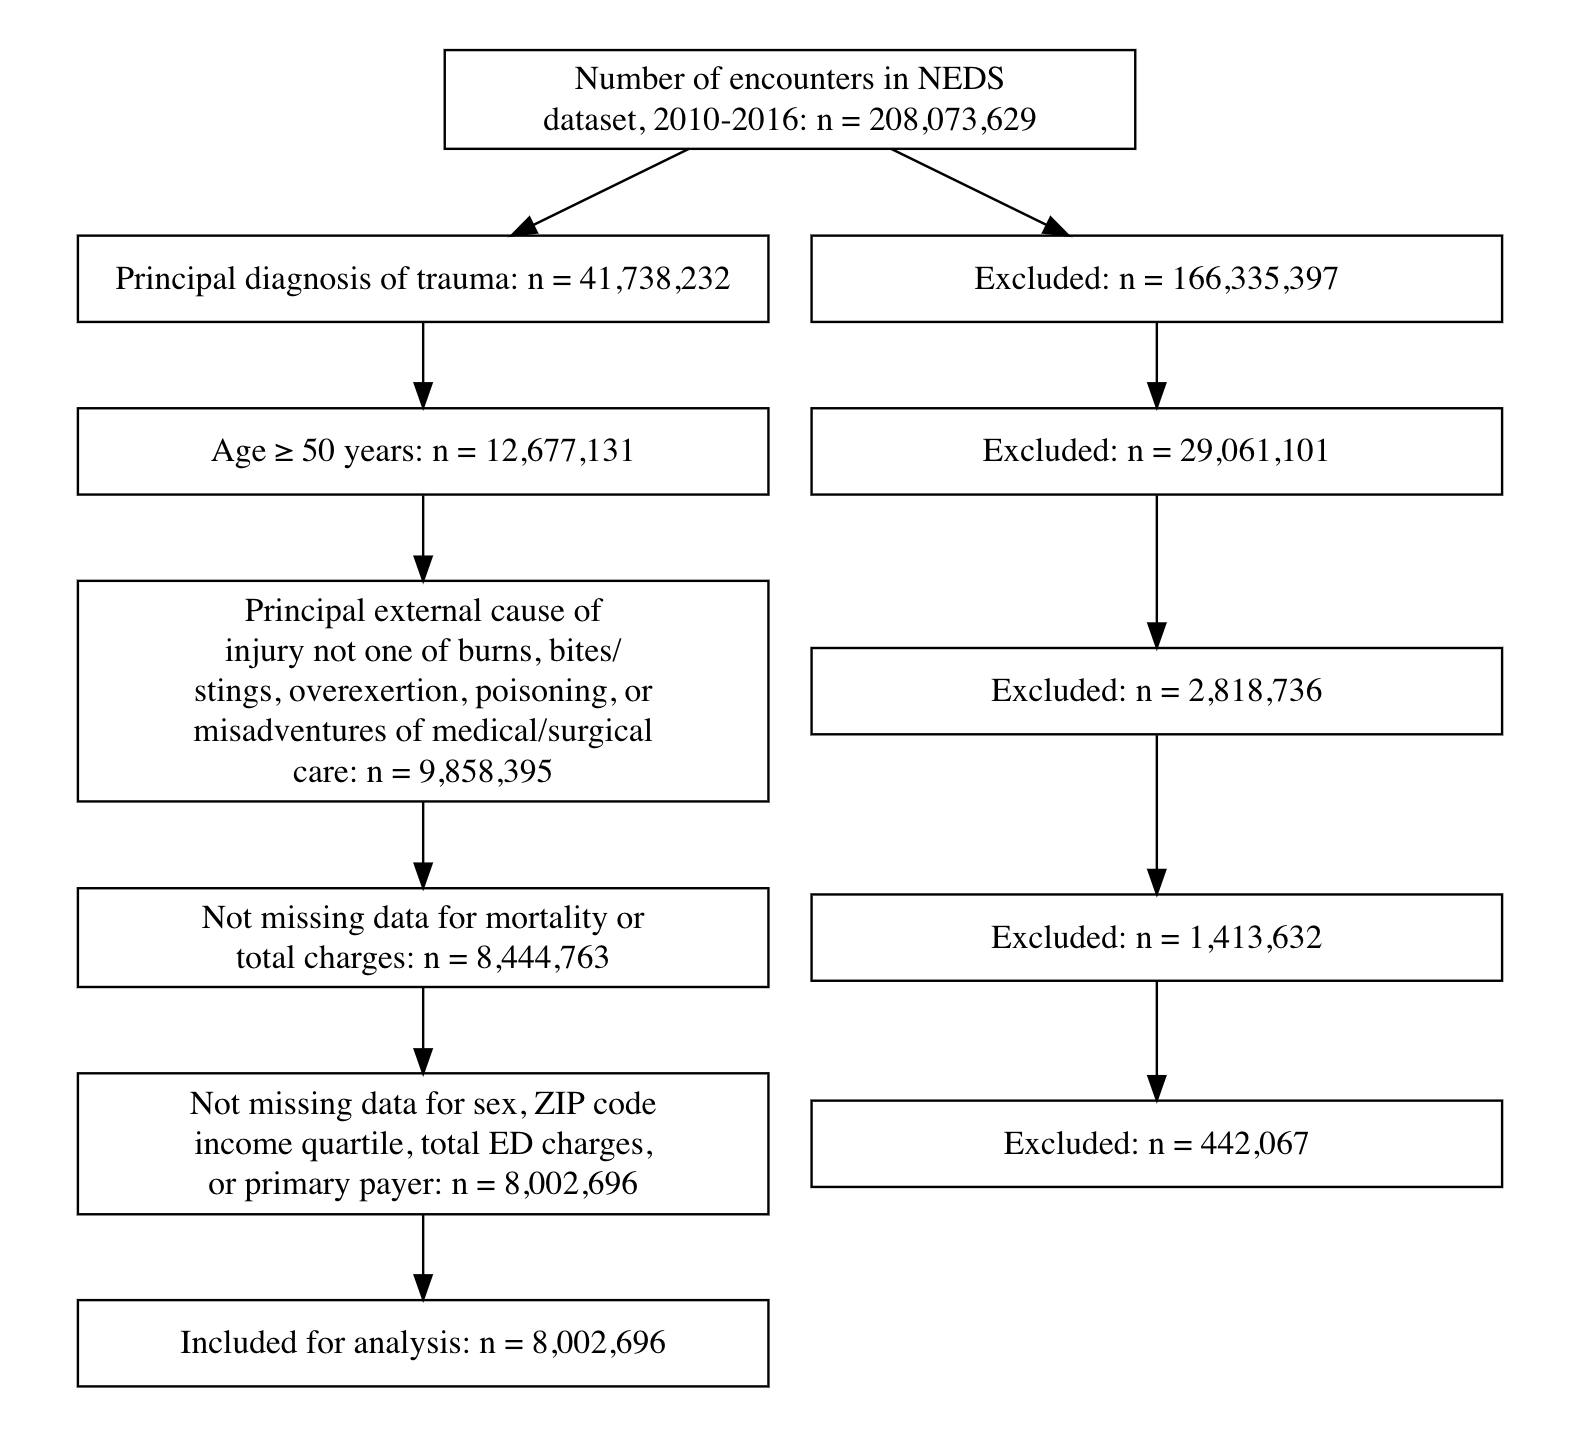 Number of encounters in NEDS
dataset, 2010-2016: n = 208,073,629
Principal diagnosis of trauma: n = 41,738,232
Excluded: n = 166,335,397
Age ≥ 50 years: n = 12,677,131
Excluded: n = 29,061,101
Principal external cause of
injury not one of burns, bites/
stings, overexertion, poisoning, or
misadventures of medical/surgical
care: n = 9,858,395
Excluded: n = 2,818,736
Not missing data for mortality or
total charges: n = 8,444,763
Excluded: n = 1,413,632
Not missing data for sex, ZIP code
income quartile, total ED charges,
or primary payer: n = 8,002,696
Excluded: n = 442,067
Included for analysis: n = 8,002,696